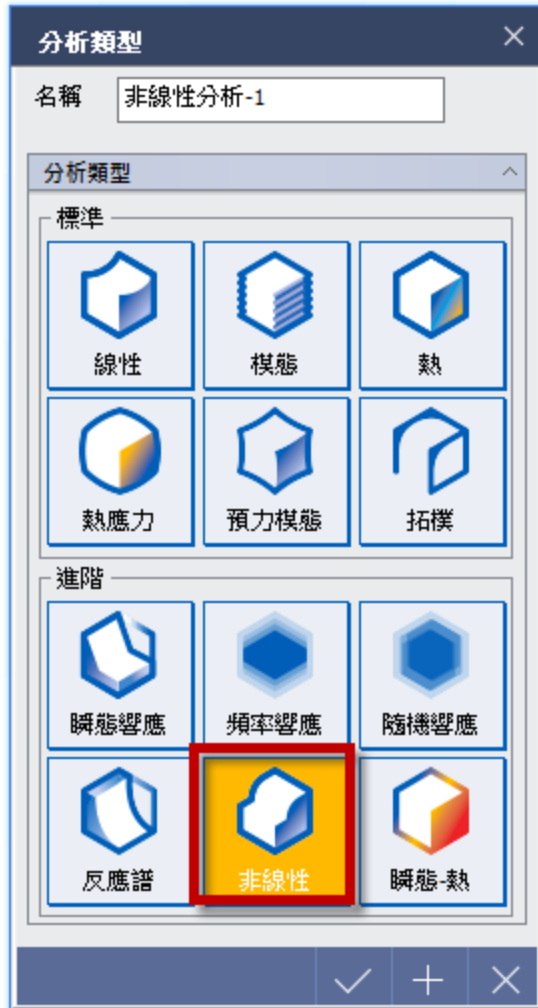 分析類型
名稱 非線性分析-1
分析類型
標準
線性 模態 熱
熱應力 預力模態 拓樸
進階
瞬態響應 頻率響應 隨機響應
反應譜 非線性 瞬態-熱